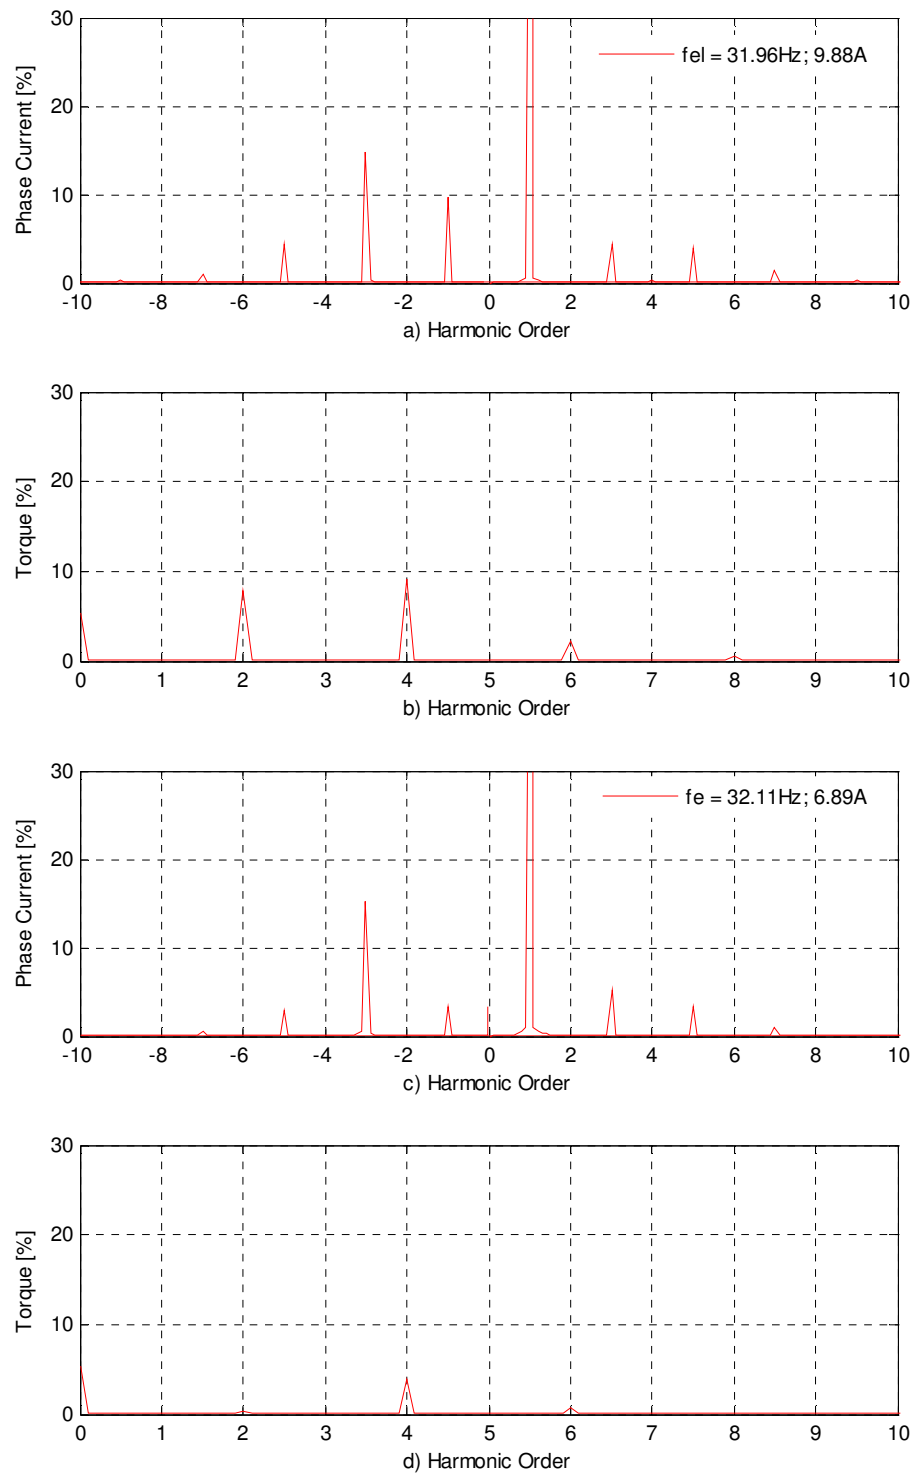 30
20
10
0
Phase Current [%]
fel = 31.96Hz; 9.88A
-10 -8 -6 -4 -2 0 2 4 6 8 10
a) Harmonic Order
30
20
10
0
Torque [%]
0 1 2 3 4 5 6 7 8 9 10
b) Harmonic Order
30
20
10
0
Phase Current [%]
fe = 32.11Hz; 6.89A
-10 -8 -6 -4 -2 0 2 4 6 8 10
c) Harmonic Order
30
20
10
0
Torque [%]
0 1 2 3 4 5 6 7 8 9 10
d) Harmonic Order